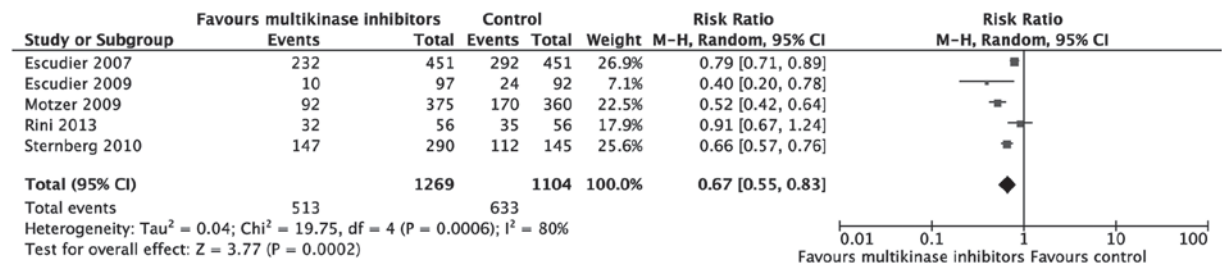 Favours multikinase inhibitors Control Risk Ratio Risk Ratio
Study or Subgroup Events Total Events Total Weight M-H, Random, 95% CI M-H, Random, 95% CI
Escudier 2007 232 451 292 451 26.9% 0.79 [0.71, 0.89]
Escudier 2009 10 97 24 92 7.1% 0.40 [0.20, 0.78]
Motzer 2009 92 375 170 360 22.5% 0.52 [0.42, 0.64]
Rini 2013 32 56 35 56 17.9% 0.91 [0.67, 1.24]
Sternberg 2010 147 290 112 145 25.6% 0.66 [0.57, 0.76]
Total (95% CI) 1269 1104 100.0% 0.67 [0.55, 0.83]
Total events 513 633
Heterogeneity: Tau² = 0.04; Chi² = 19.75, df = 4 (P = 0.0006); I² = 80%
Test for overall effect: Z = 3.77 (P = 0.0002)
0.01 0.1 1 10 100
Favours multikinase inhibitors Favours control